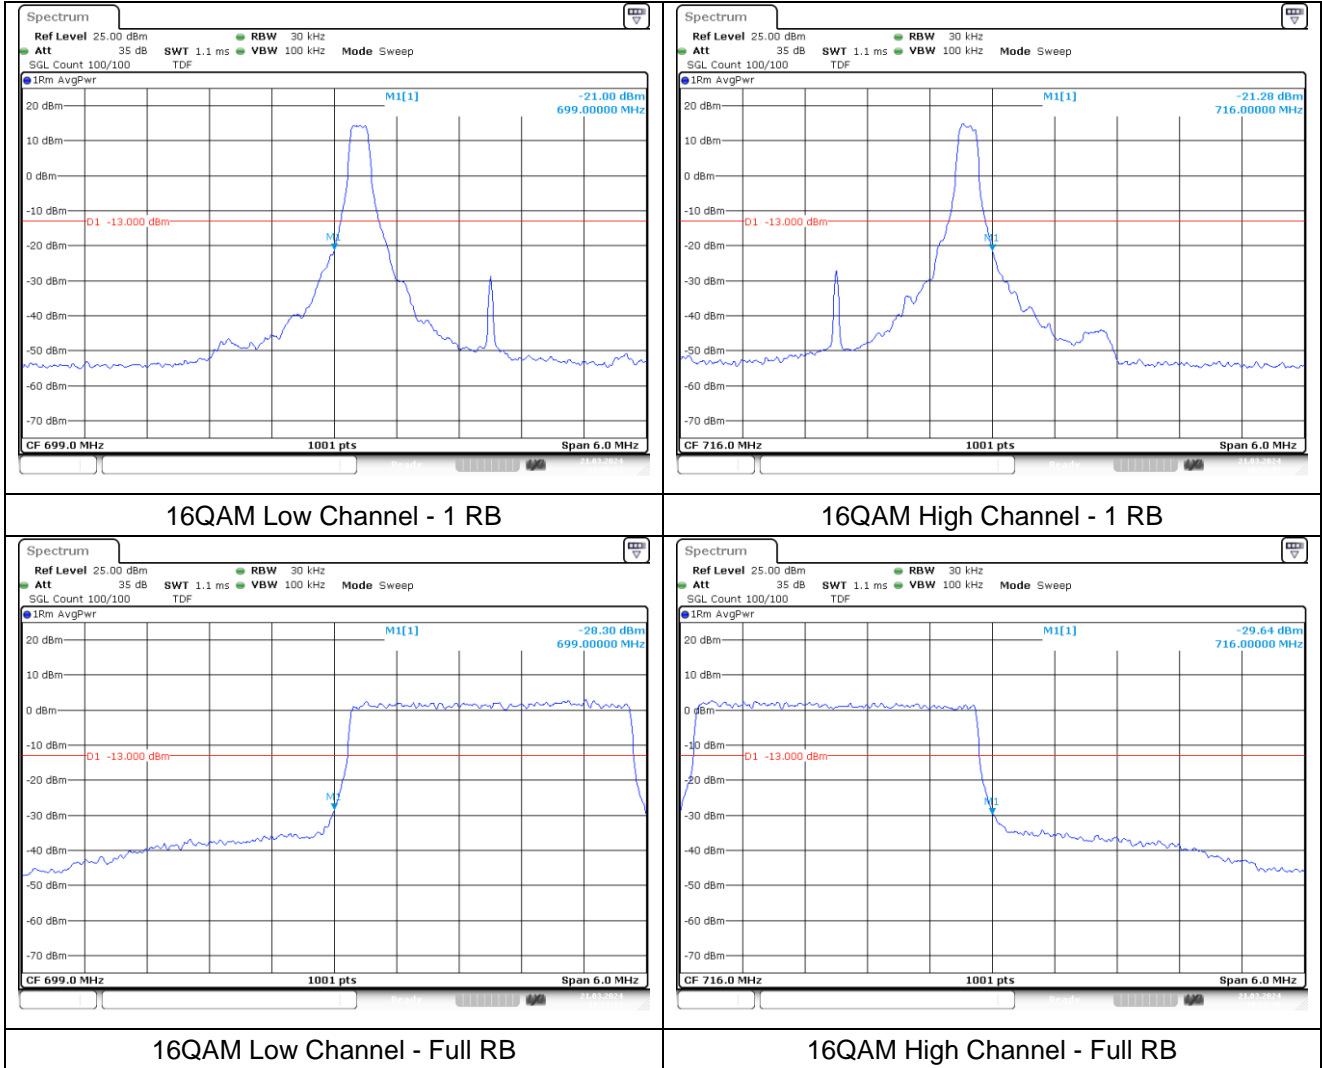 Spectrum
Ref Level 25.00 dBm RBW 30 kHz
Att 35 dB SWT 1.1 ms VBW 100 kHz Mode Sweep
SGL Count 100/100 TDF
1Rm AvgPwr
M1[1] -21.00 dBm
699.00000 MHz
20 dBm
10 dBm
0 dBm
-10 dBm
D1 -13.000 dBm
M1
-20 dBm
-30 dBm
-40 dBm
-50 dBm
-60 dBm
-70 dBm
CF 699.0 MHz 1001 pts Span 6.0 MHz
Ready 21.03.2024
16QAM Low Channel - 1 RB
Spectrum
Ref Level 25.00 dBm RBW 30 kHz
Att 35 dB SWT 1.1 ms VBW 100 kHz Mode Sweep
SGL Count 100/100 TDF
1Rm AvgPwr
M1[1] -21.28 dBm
716.00000 MHz
20 dBm
10 dBm
0 dBm
-10 dBm
D1 -13.000 dBm
M1
-20 dBm
-30 dBm
-40 dBm
-50 dBm
-60 dBm
-70 dBm
CF 716.0 MHz 1001 pts Span 6.0 MHz
Ready 21.03.2024
16QAM High Channel - 1 RB
Spectrum
Ref Level 25.00 dBm RBW 30 kHz
Att 35 dB SWT 1.1 ms VBW 100 kHz Mode Sweep
SGL Count 100/100 TDF
1Rm AvgPwr
M1[1] -28.30 dBm
699.00000 MHz
20 dBm
10 dBm
0 dBm
-10 dBm
D1 -13.000 dBm
-20 dBm
M1
-30 dBm
-40 dBm
-50 dBm
-60 dBm
-70 dBm
CF 699.0 MHz 1001 pts Span 6.0 MHz
Ready 21.03.2024
16QAM Low Channel - Full RB
Spectrum
Ref Level 25.00 dBm RBW 30 kHz
Att 35 dB SWT 1.1 ms VBW 100 kHz Mode Sweep
SGL Count 100/100 TDF
1Rm AvgPwr
M1[1] -29.64 dBm
716.00000 MHz
20 dBm
10 dBm
0 dBm
-10 dBm
D1 -13.000 dBm
-20 dBm
M1
-30 dBm
-40 dBm
-50 dBm
-60 dBm
-70 dBm
CF 716.0 MHz 1001 pts Span 6.0 MHz
Ready 21.03.2024
16QAM High Channel - Full RB